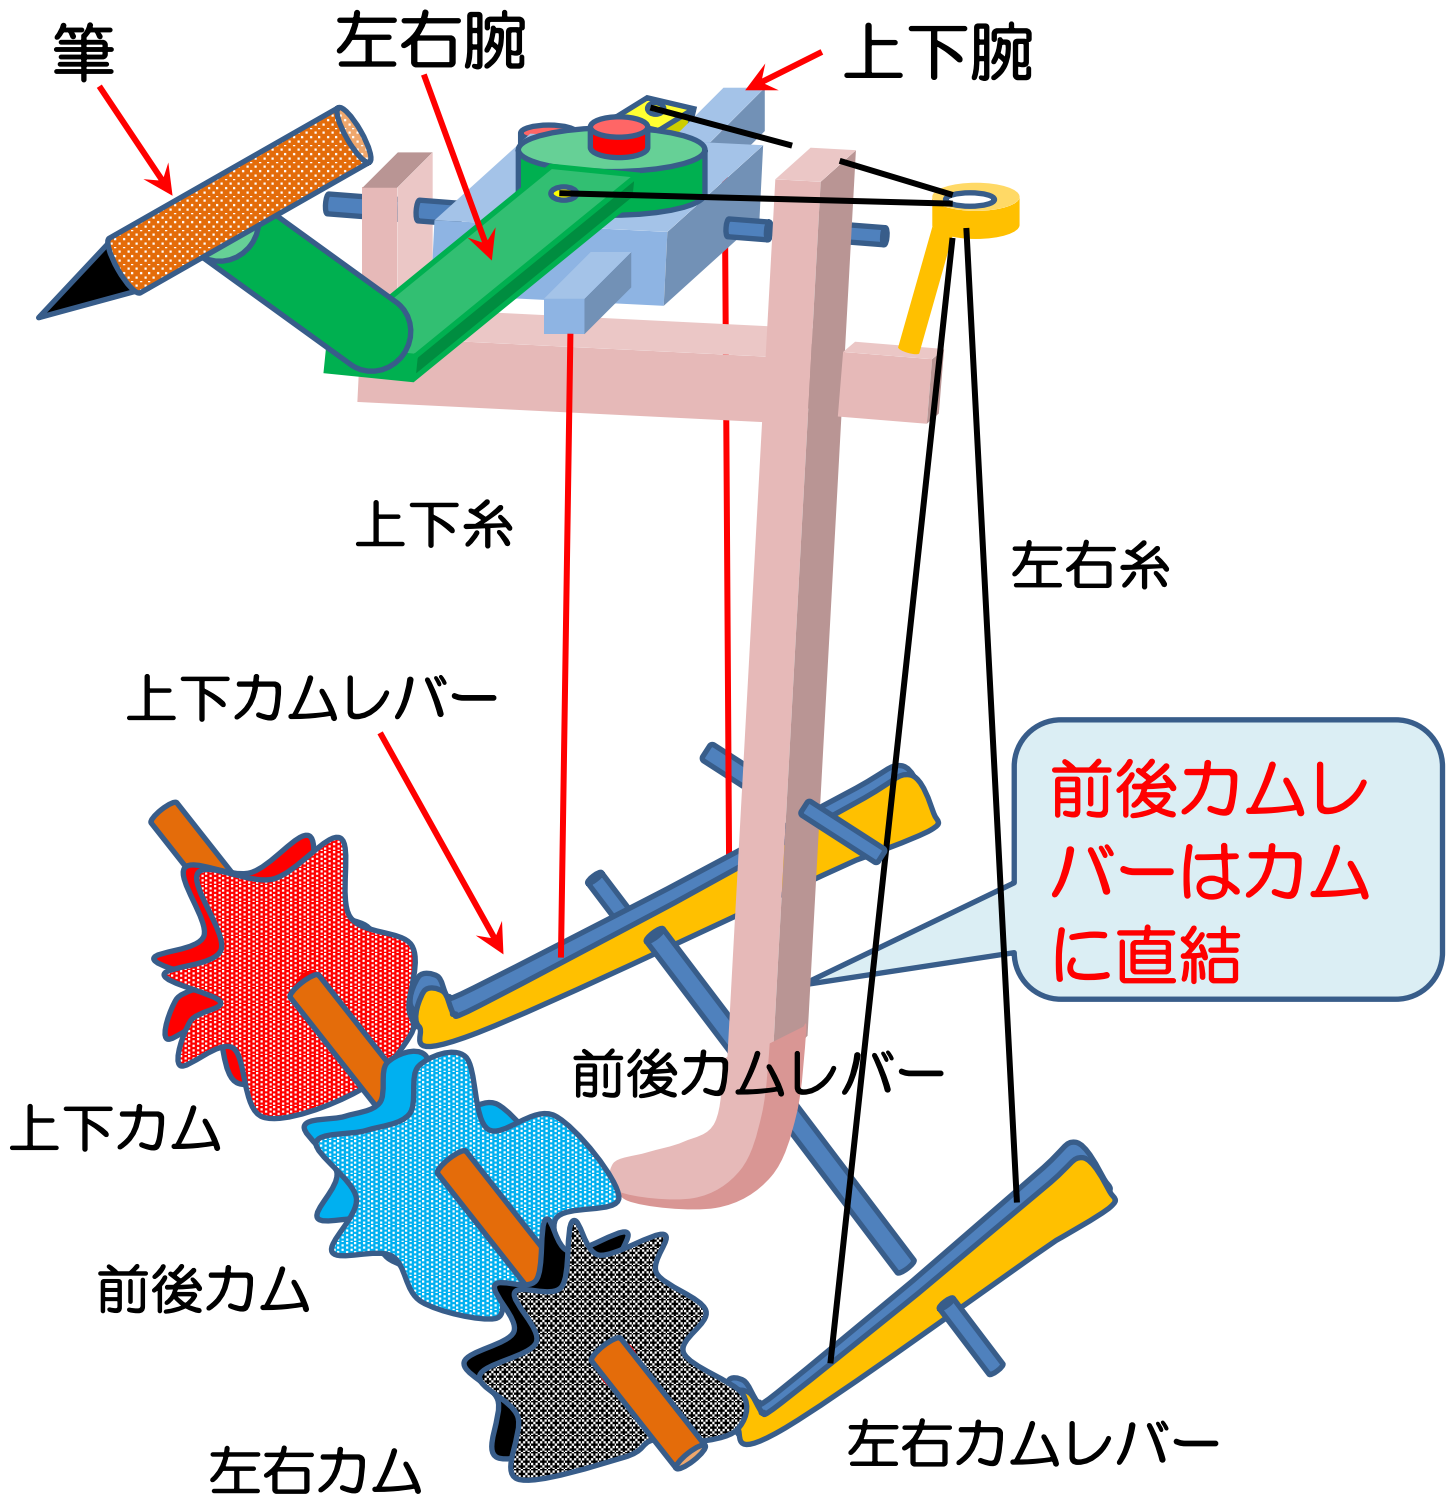 筆
左右腕
上下腕
上下糸
左右糸
上下カムレバー
前後カムレ
バーはカム
に直結
前後カムレバー
上下カム
前後カム
左右カム
左右カムレバー